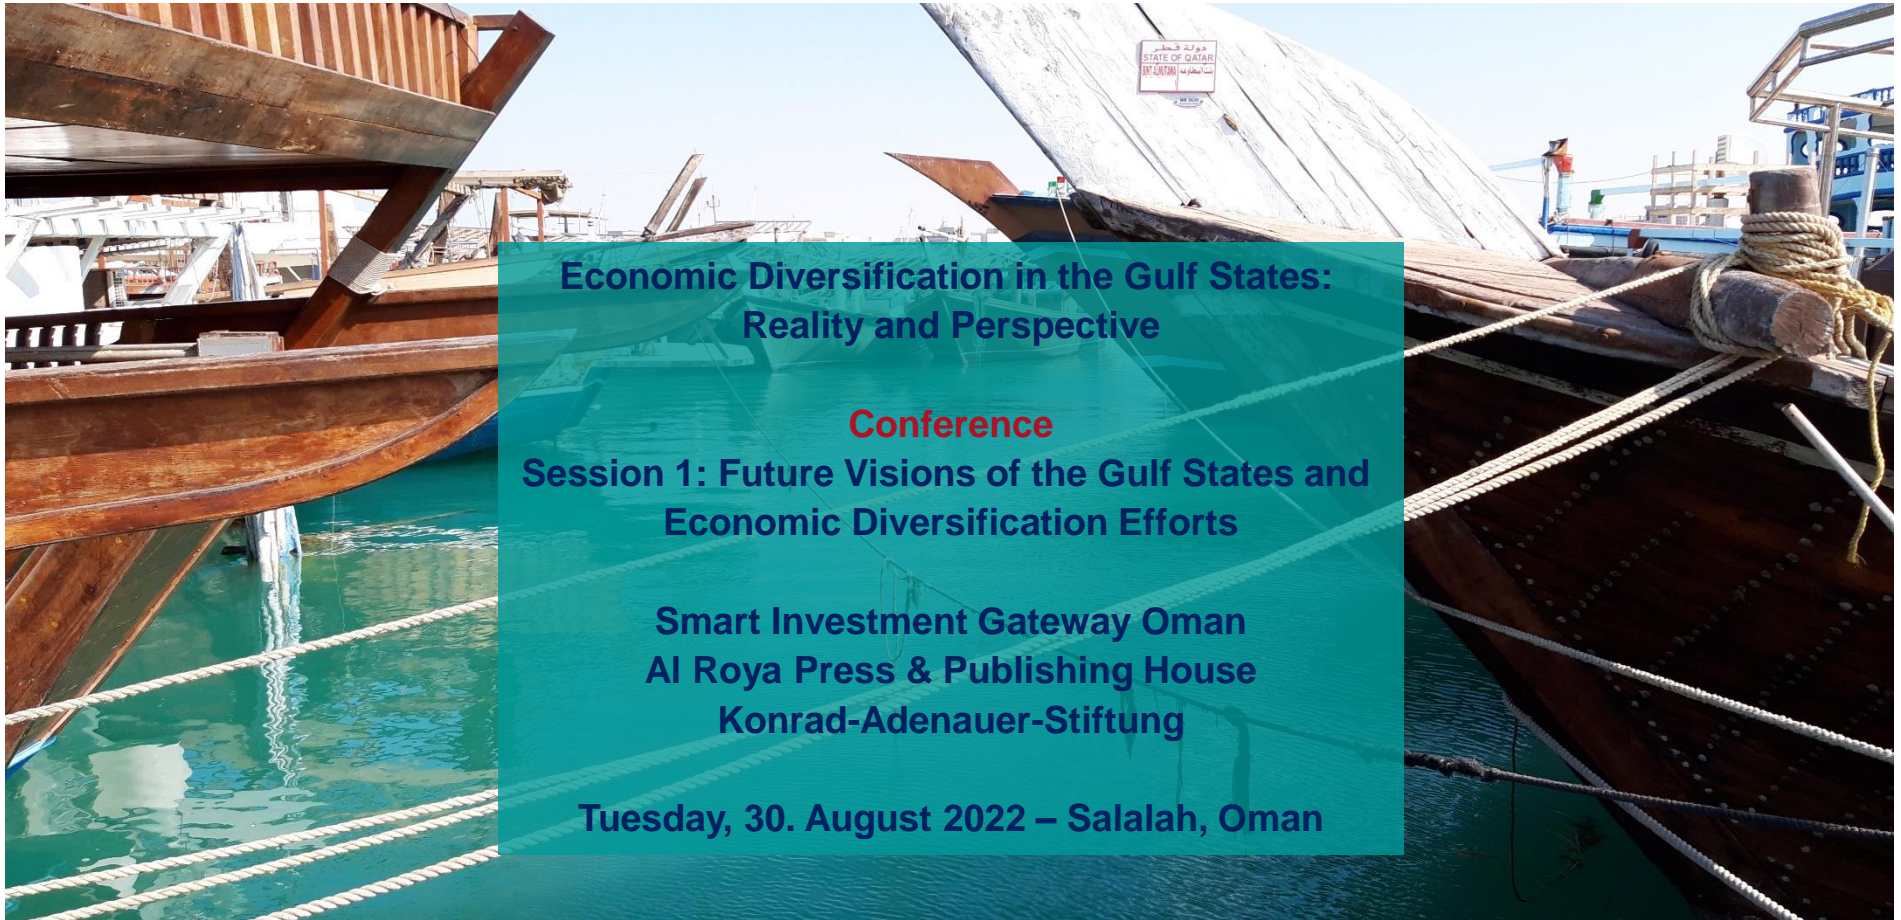 دولة قطر
STATE OF QATAR
Economic Diversification in the Gulf States:
Reality and Perspective
Conference
Session 1: Future Visions of the Gulf States and
Economic Diversification Efforts
Smart Investment Gateway Oman
Al Roya Press & Publishing House
Konrad-Adenauer-Stiftung
Tuesday, 30. August 2022 – Salalah, Oman